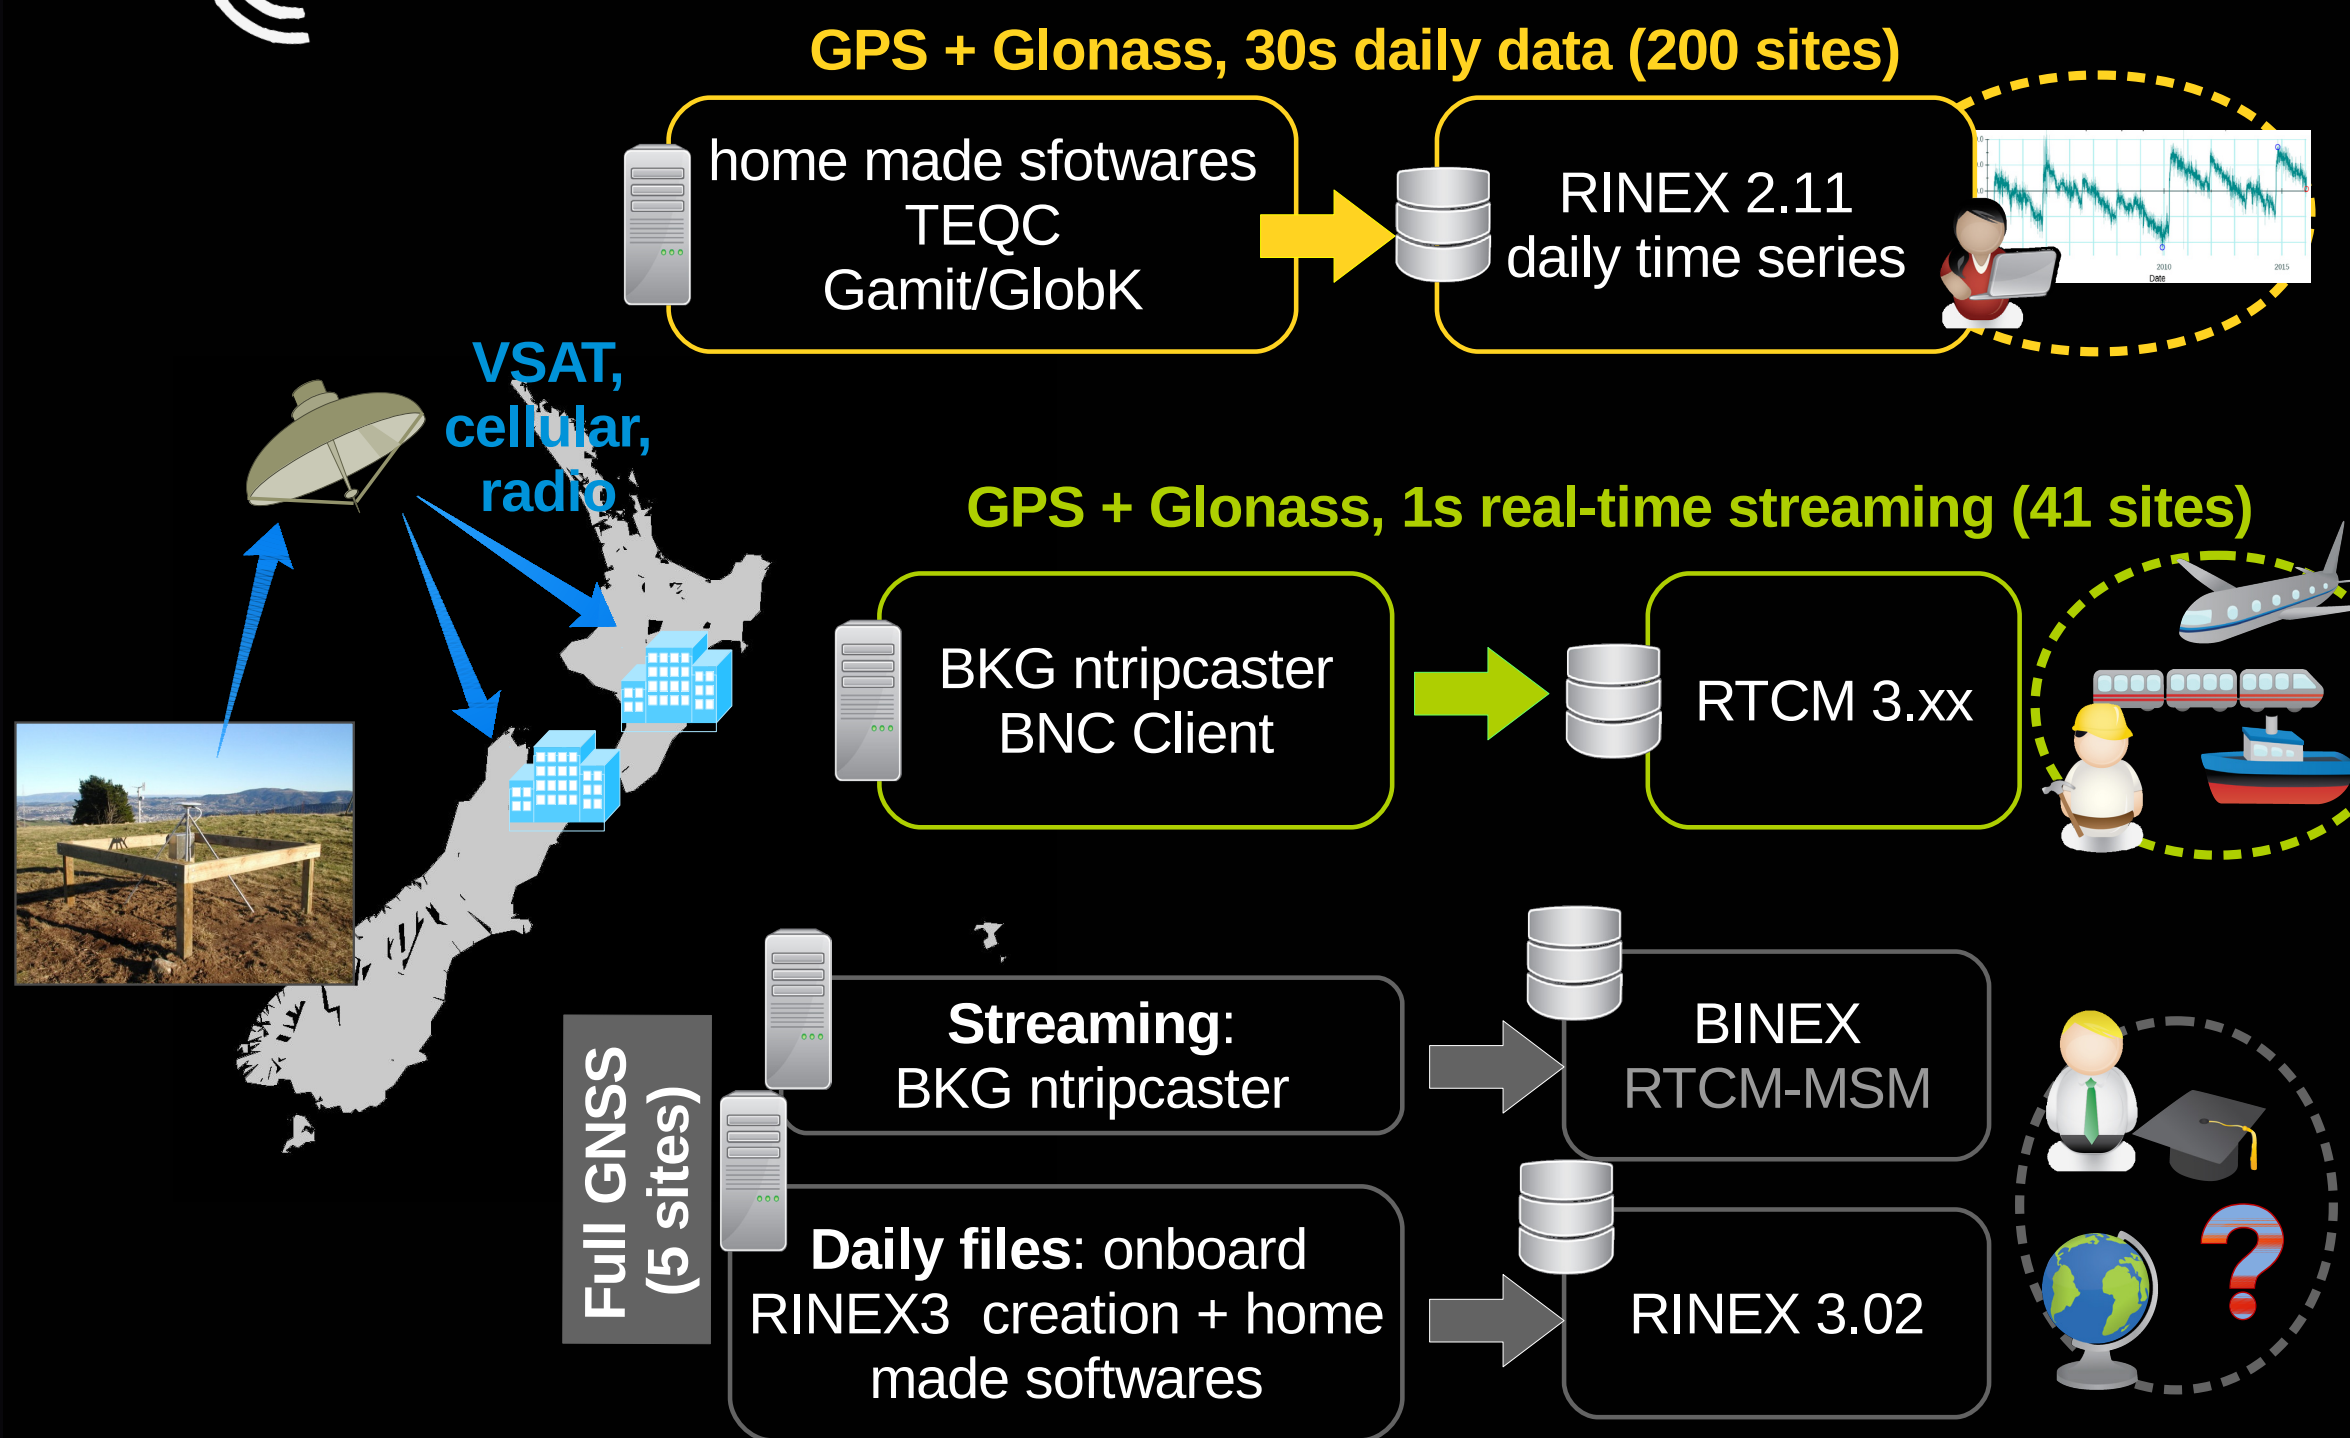 GPS + Glonass, 30s daily data (200 sites)
home made sfotwares
TEQC
Gamit/GlobK
RINEX 2.11
daily time series
2010
2015
Date
VSAT,
cellular,
radio
GPS + Glonass, 1s real-time streaming (41 sites)
BKG ntripcaster
BNC Client
RTCM 3.xx
Full GNSS
(5 sites)
Streaming:
BKG ntripcaster
BINEX
RTCM-MSM
Daily files: onboard
RINEX3 creation + home
made softwares
RINEX 3.02